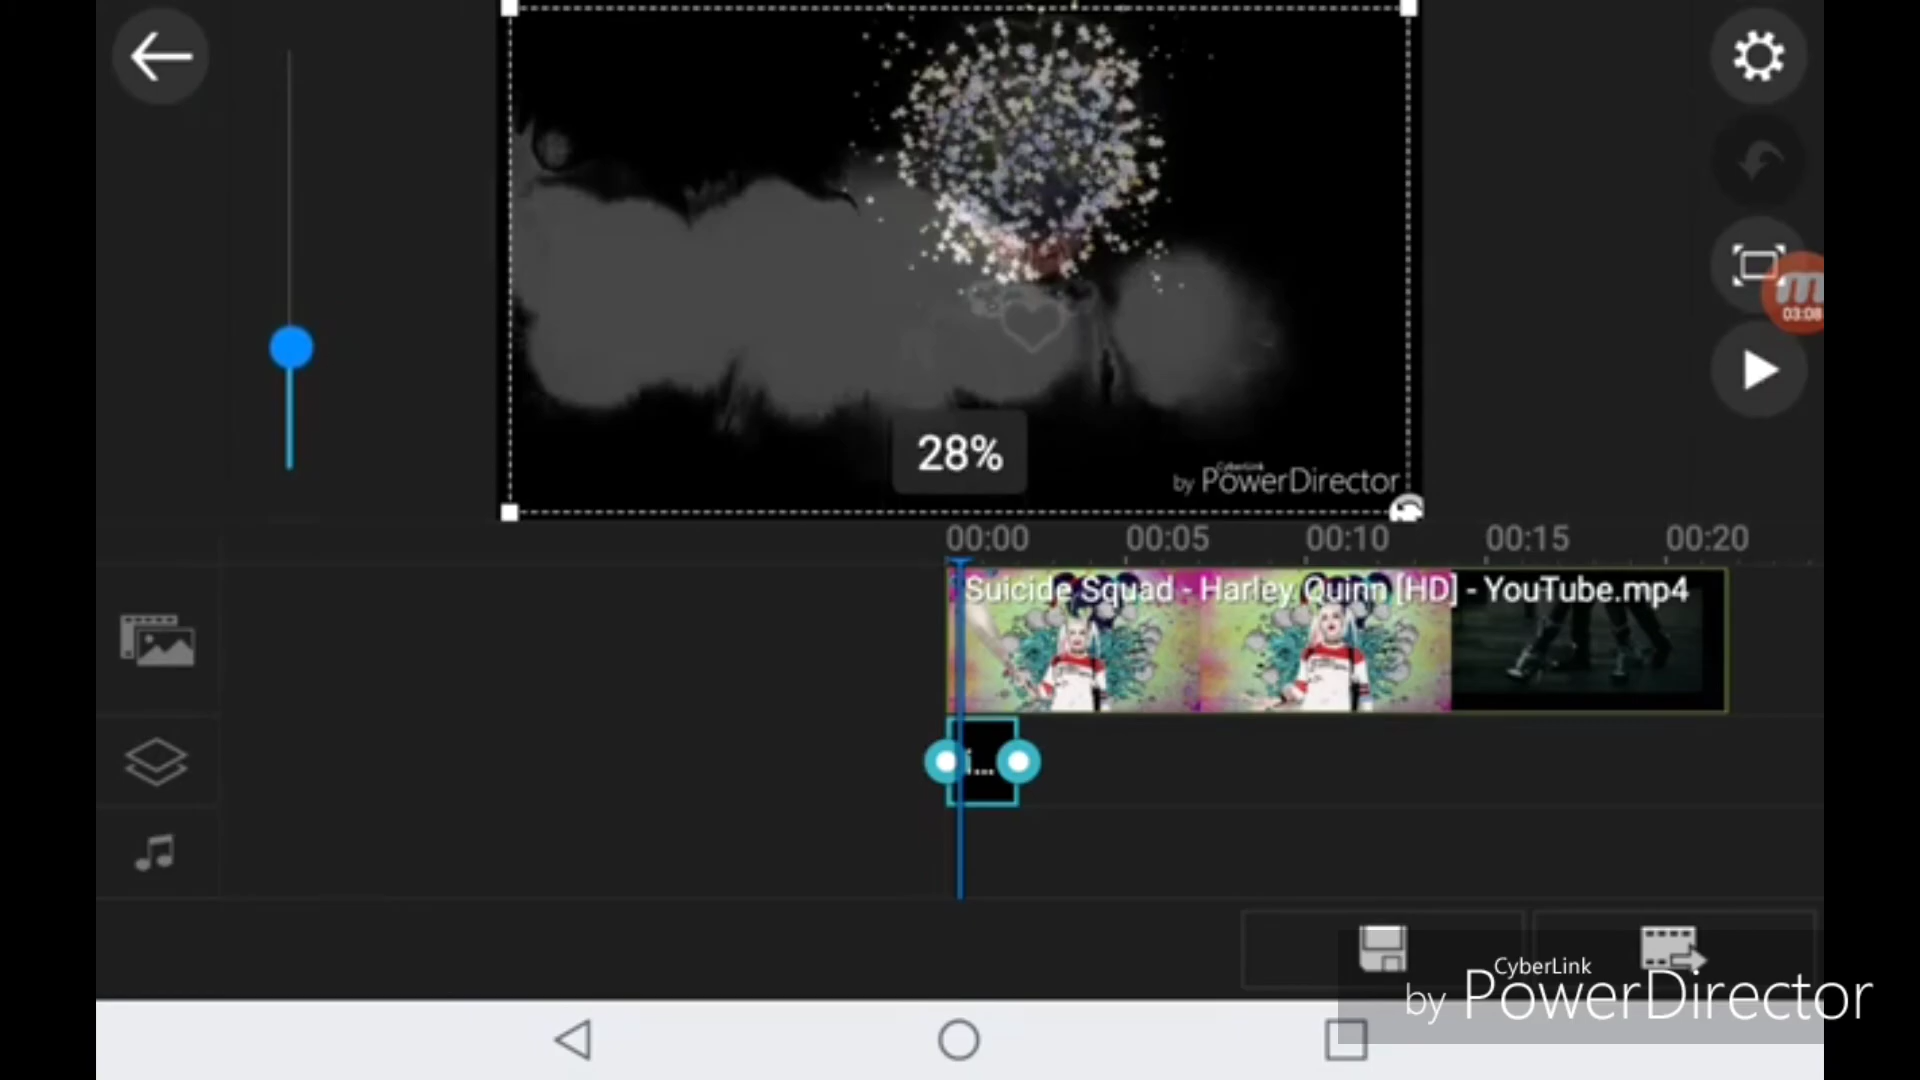 03:08
28%
by CyberLink PowerDirector
00:00 00:05 00:10 00:15 00:20
Suicide Squad - Harley Quinn [HD] - YouTube.mp4
i...
CyberLink
by PowerDirector